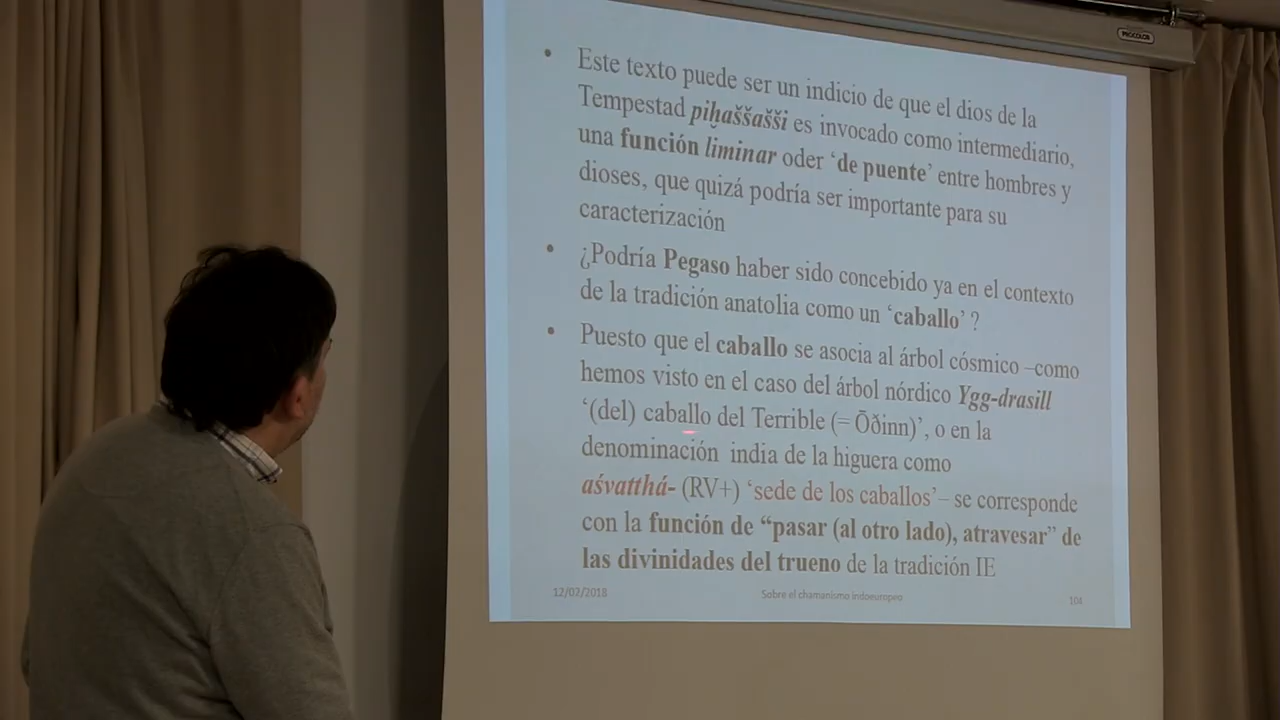 PROCOLOR
• Este texto puede ser un indicio de que el dios de la
Tempestad piḫaššašši es invocado como intermediario,
una función liminar oder ‘de puente’ entre hombres y
dioses, que quizá podría ser importante para su
caracterización
• ¿Podría Pegaso haber sido concebido ya en el contexto
de la tradición anatolia como un ‘caballo’ ?
• Puesto que el caballo se asocia al árbol cósmico –como
hemos visto en el caso del árbol nórdico Ygg-drasill
‘(del) caballo del Terrible (= Ōðinn)’, o en la
denominación india de la higuera como
aśvatthá- (RV+) ‘sede de los caballos’– se corresponde
con la función de “pasar (al otro lado), atravesar” de
las divinidades del trueno de la tradición IE
12/02/2018 Sobre el chamanismo indoeuropeo 104